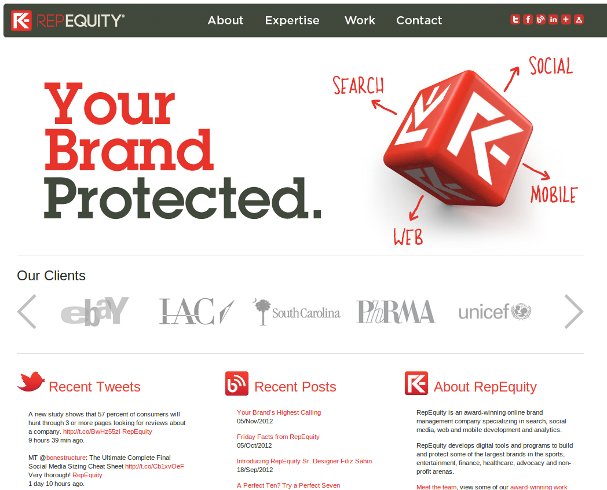 REPEQUITY®
About Expertise Work Contact
Your
Brand
Protected.
SEARCH
SOCIAL
MOBILE
WEB
Our Clients
ebay
IAC
South Carolina
PhRMA
unicef
Recent Tweets
A new study shows that 57 percent of consumers will
hunt through 3 or more pages looking for reviews about
a company. http://t.co/BwHz55zI RepEquity
9 hours 39 min ago.
MT @bonestructure: The Ultimate Complete Final
Social Media Sizing Cheat Sheet http://t.co/Cb1xvOeF
Very thorough! RepEquity
1 day 10 hours ago.
Recent Posts
Your Brand's Highest Calling
05/Nov/2012
Friday Facts from RepEquity
05/Oct/2012
Introducing RepEquity Sr. Designer Filiz Sahin
18/Sep/2012
A Perfect Ten? Try a Perfect Seven
About RepEquity
RepEquity is an award-winning online brand
management company specializing in search, social
media, web and mobile development and analytics.
RepEquity develops digital tools and programs to build
and protect some of the largest brands in the sports,
entertainment, finance, healthcare, advocacy and non-
profit arenas.
Meet the team, view some of our award winning work